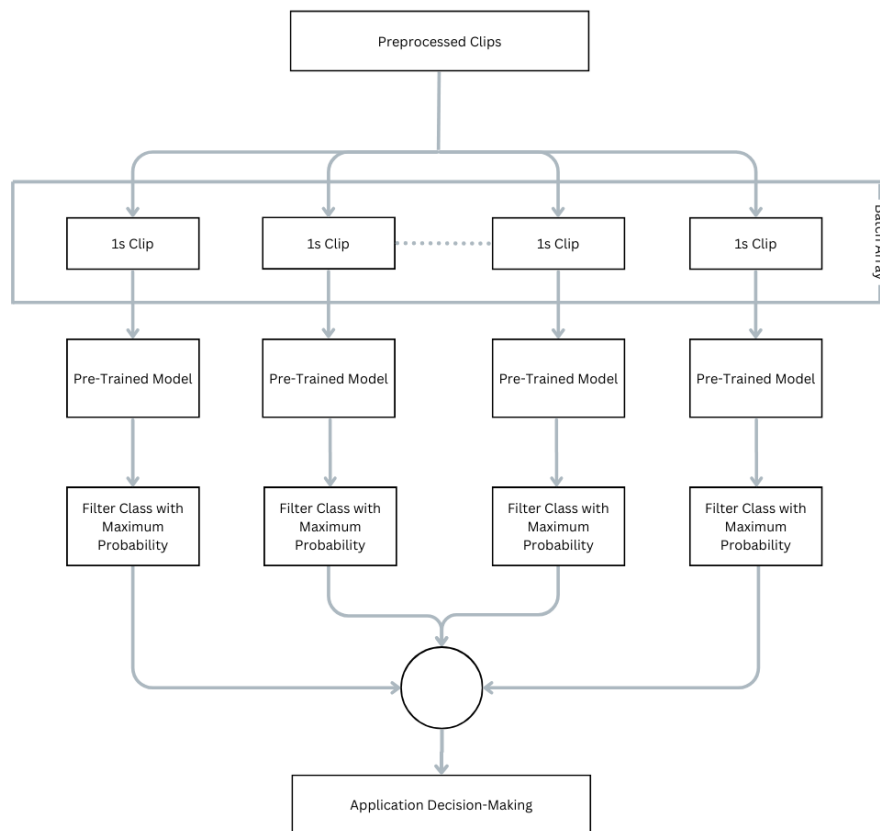 Preprocessed Clips
1s Clip
1s Clip
1s Clip
1s Clip
Batch Array
Pre-Trained Model
Pre-Trained Model
Pre-Trained Model
Pre-Trained Model
Filter Class with
Maximum
Probability
Filter Class with
Maximum
Probability
Filter Class with
Maximum
Probability
Filter Class with
Maximum
Probability
Application Decision-Making